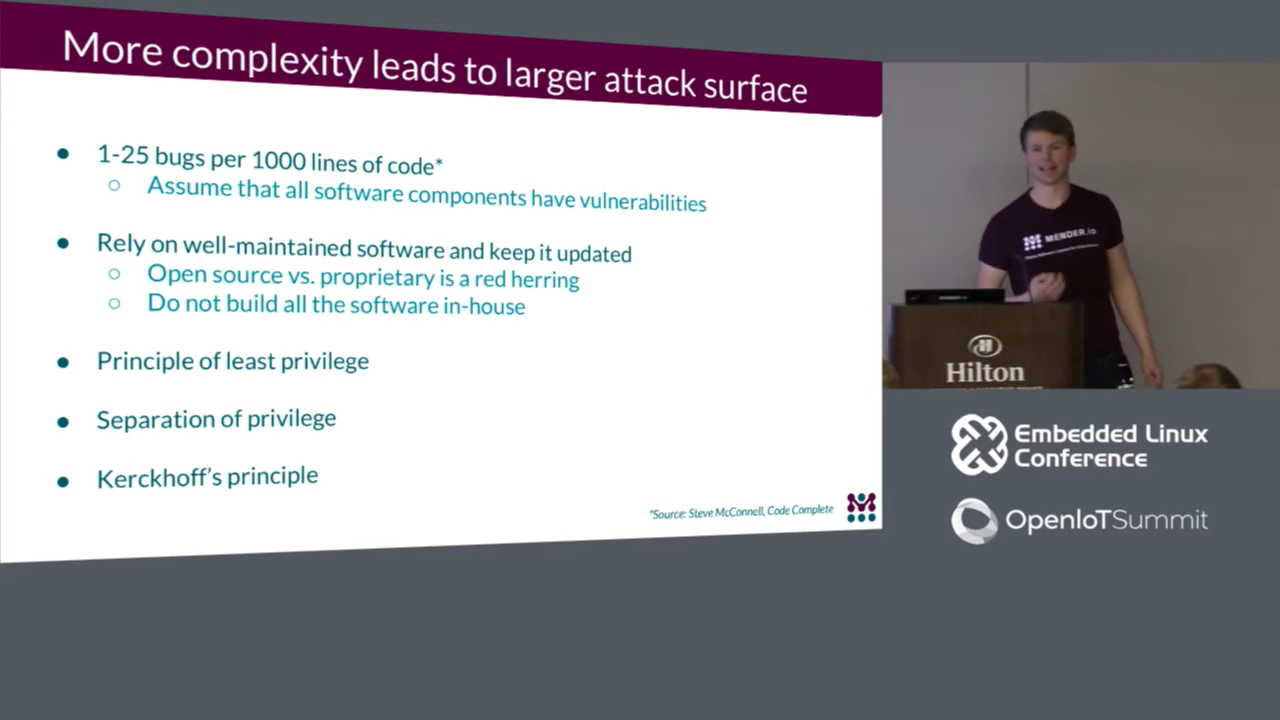 More complexity leads to larger attack surface
● 1-25 bugs per 1000 lines of code*
○ Assume that all software components have vulnerabilities
● Rely on well-maintained software and keep it updated
○ Open source vs. proprietary is a red herring
○ Do not build all the software in-house
● Principle of least privilege
● Separation of privilege
● Kerckhoff's principle
*Source: Steve McConnell, Code Complete
MENDER.io
Hilton
Embedded Linux
Conference
OpenIoTSummit